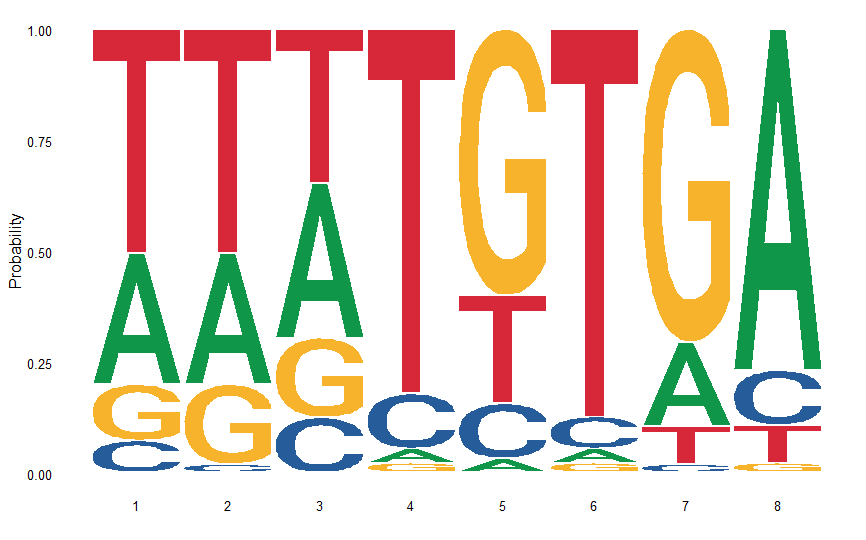 1.00
0.75
0.50
0.25
0.00
Probability
T T T T G T G A
A A A C T C A C
G G G A C A T T
C C C G A G C G
1 2 3 4 5 6 7 8